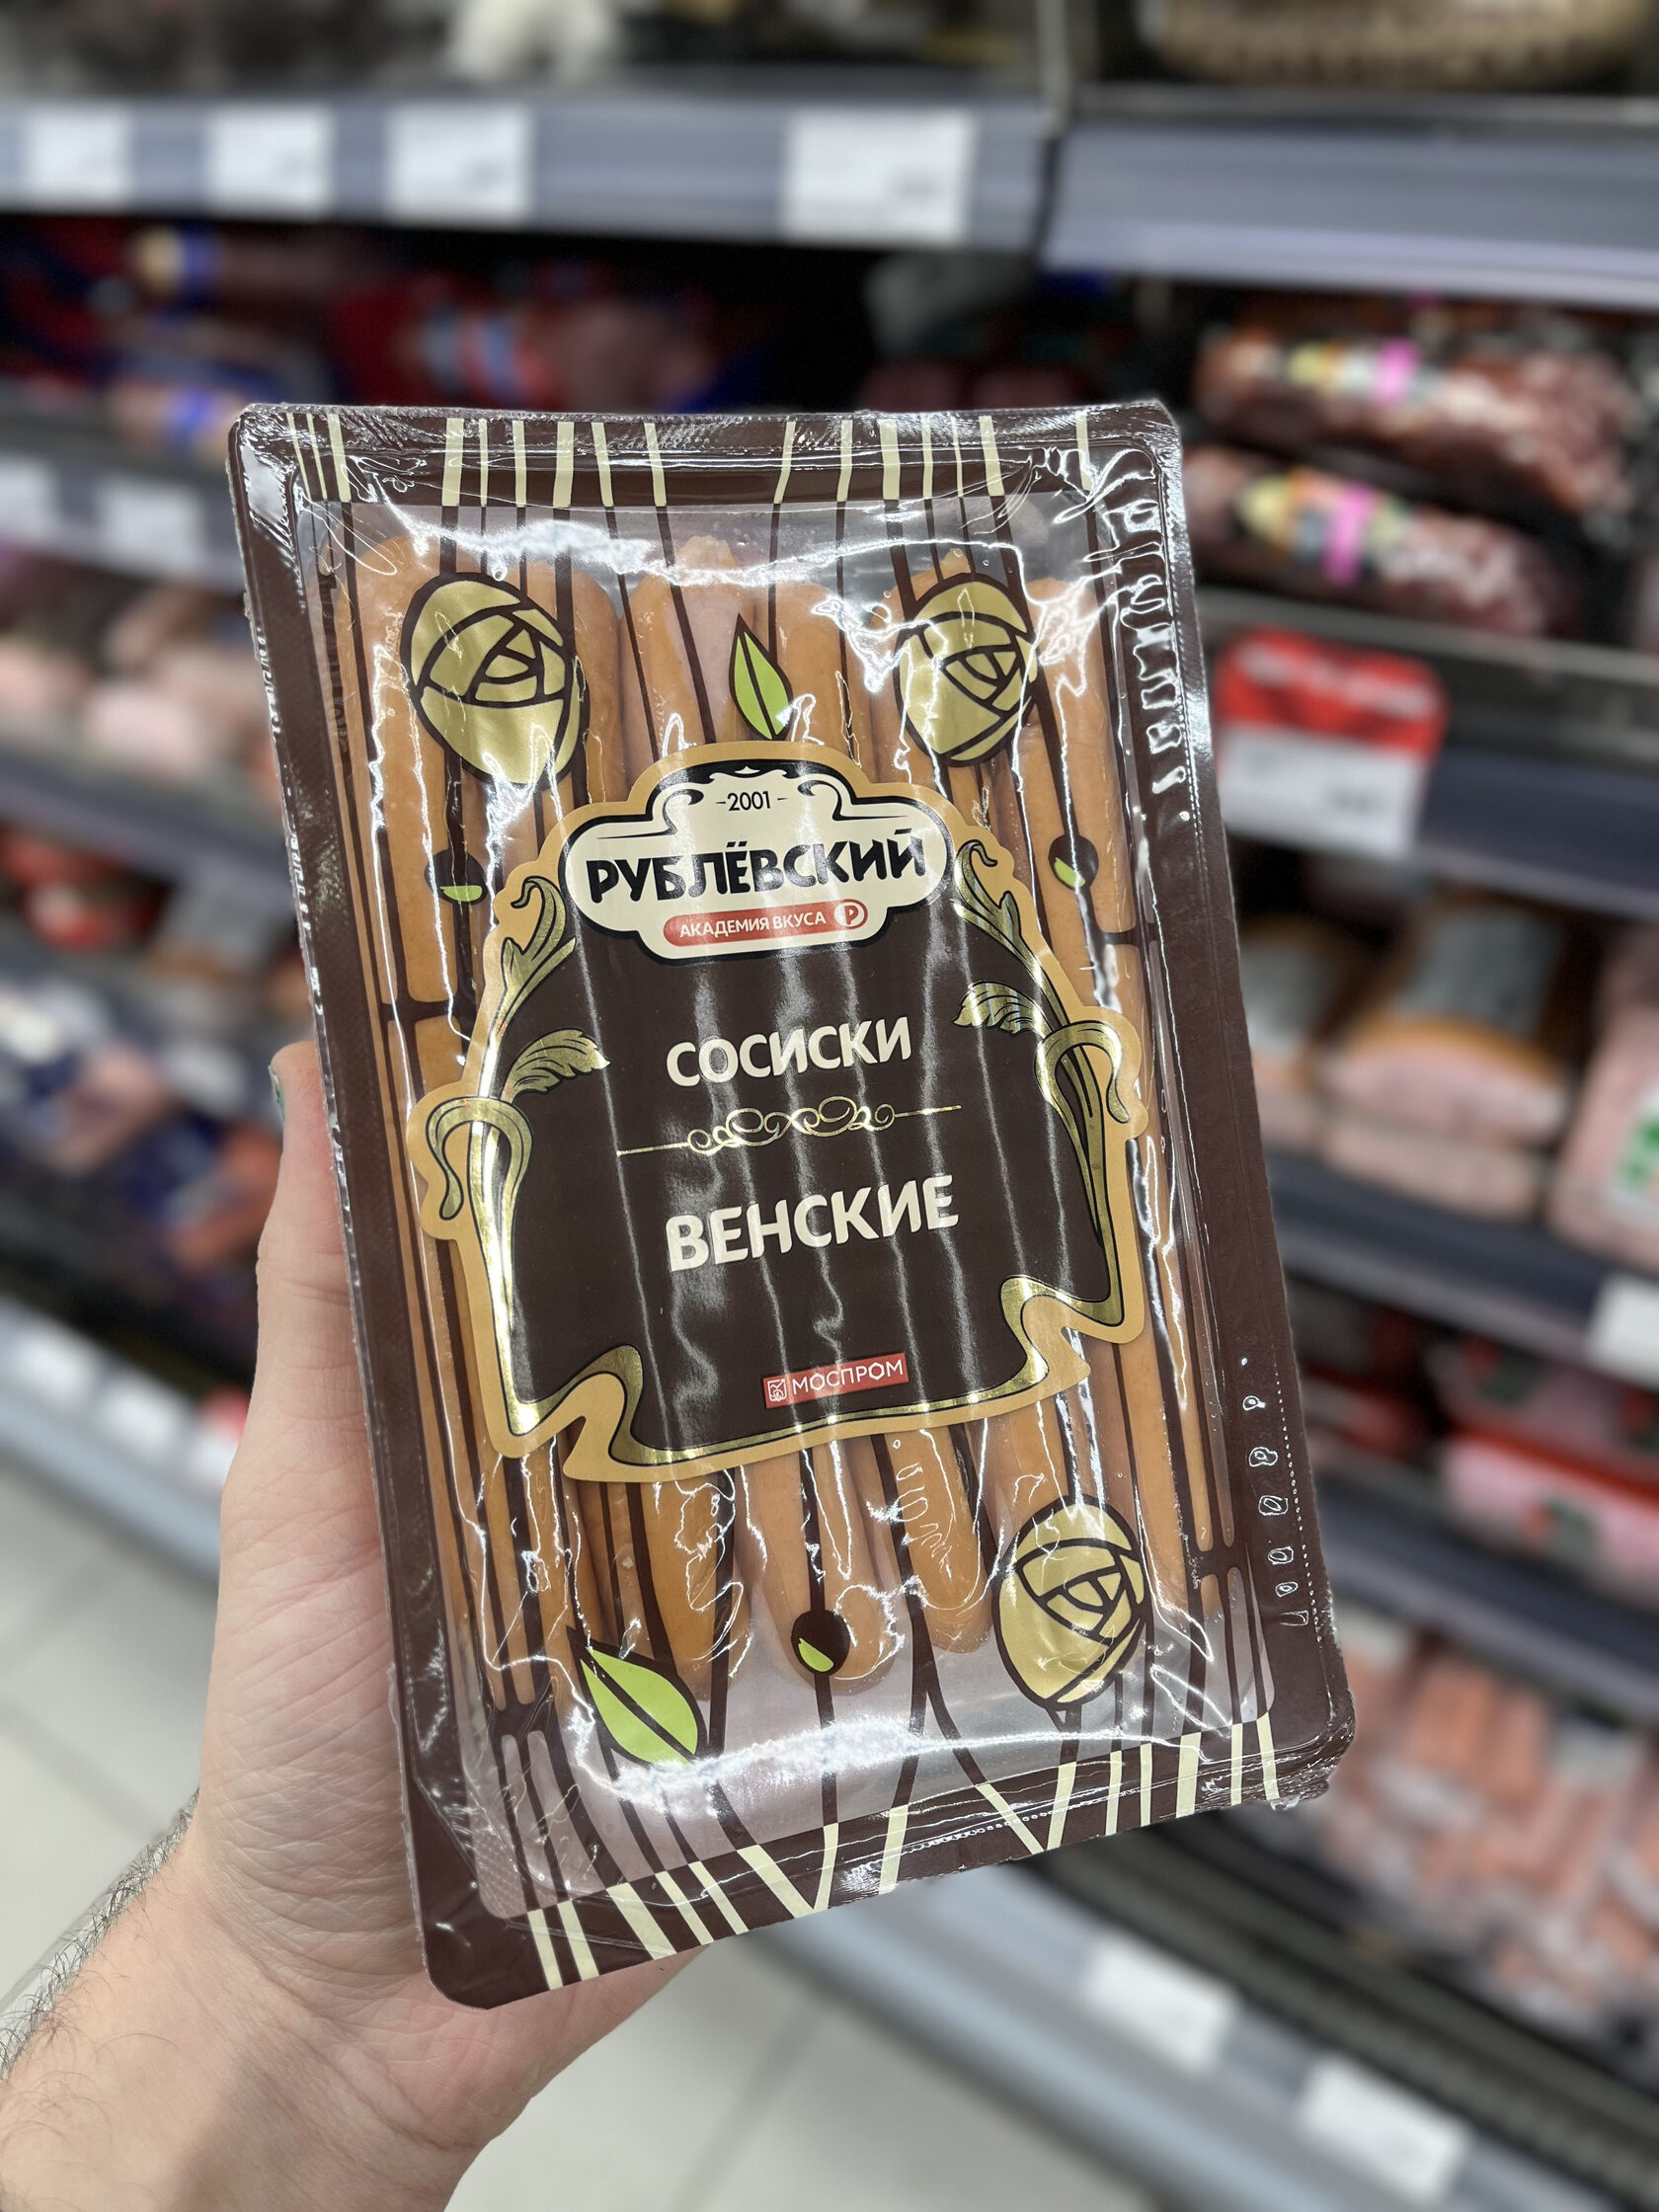 2001
РУБЛЁВСКИЙ
АКАДЕМИЯ ВКУСА Р
СОСИСКИ
ВЕНСКИЕ
МОСПРОМ